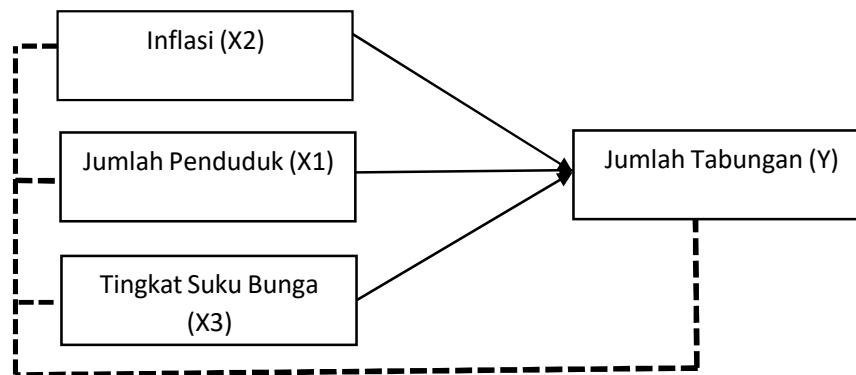 Inflasi (X2)
Jumlah Penduduk (X1)
Jumlah Tabungan (Y)
Tingkat Suku Bunga
(X3)